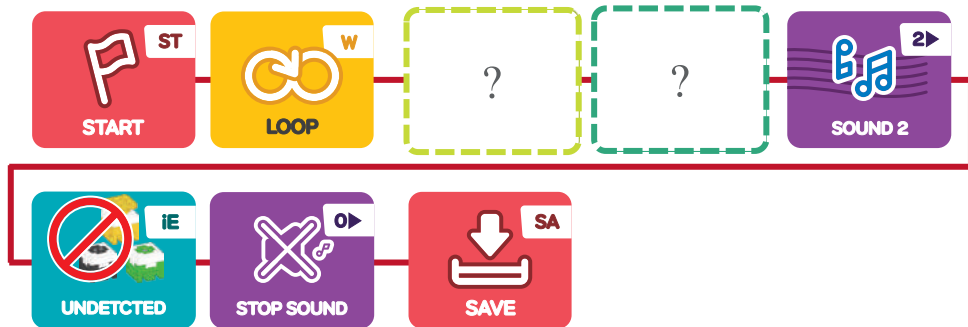 ST
START
W
LOOP
?
?
2▶
SOUND 2
iE
UNDETCTED
0▶
STOP SOUND
SA
SAVE